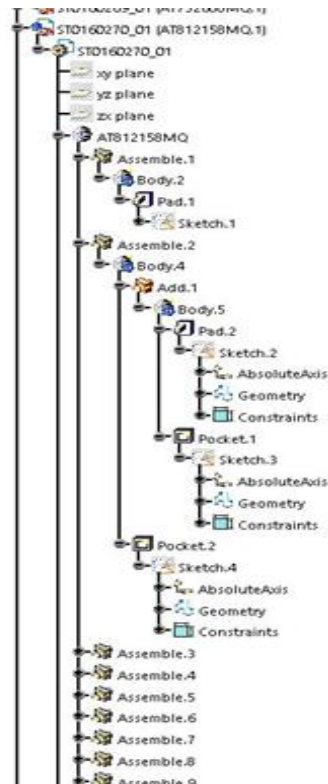 STO160270_01 (AT812158MQ.1)
STO160270_01
xy plane
yz plane
zx plane
AT812158MQ
Assemble.1
Body.2
Pad.1
Sketch.1
Assemble.2
Body.4
Add.1
Body.5
Pad.2
Sketch.2
AbsoluteAxis
Geometry
Constraints
Pocket.1
Sketch.3
AbsoluteAxis
Geometry
Constraints
Pocket.2
Sketch.4
AbsoluteAxis
Geometry
Constraints
Assemble.3
Assemble.4
Assemble.5
Assemble.6
Assemble.7
Assemble.8
Assemble.9